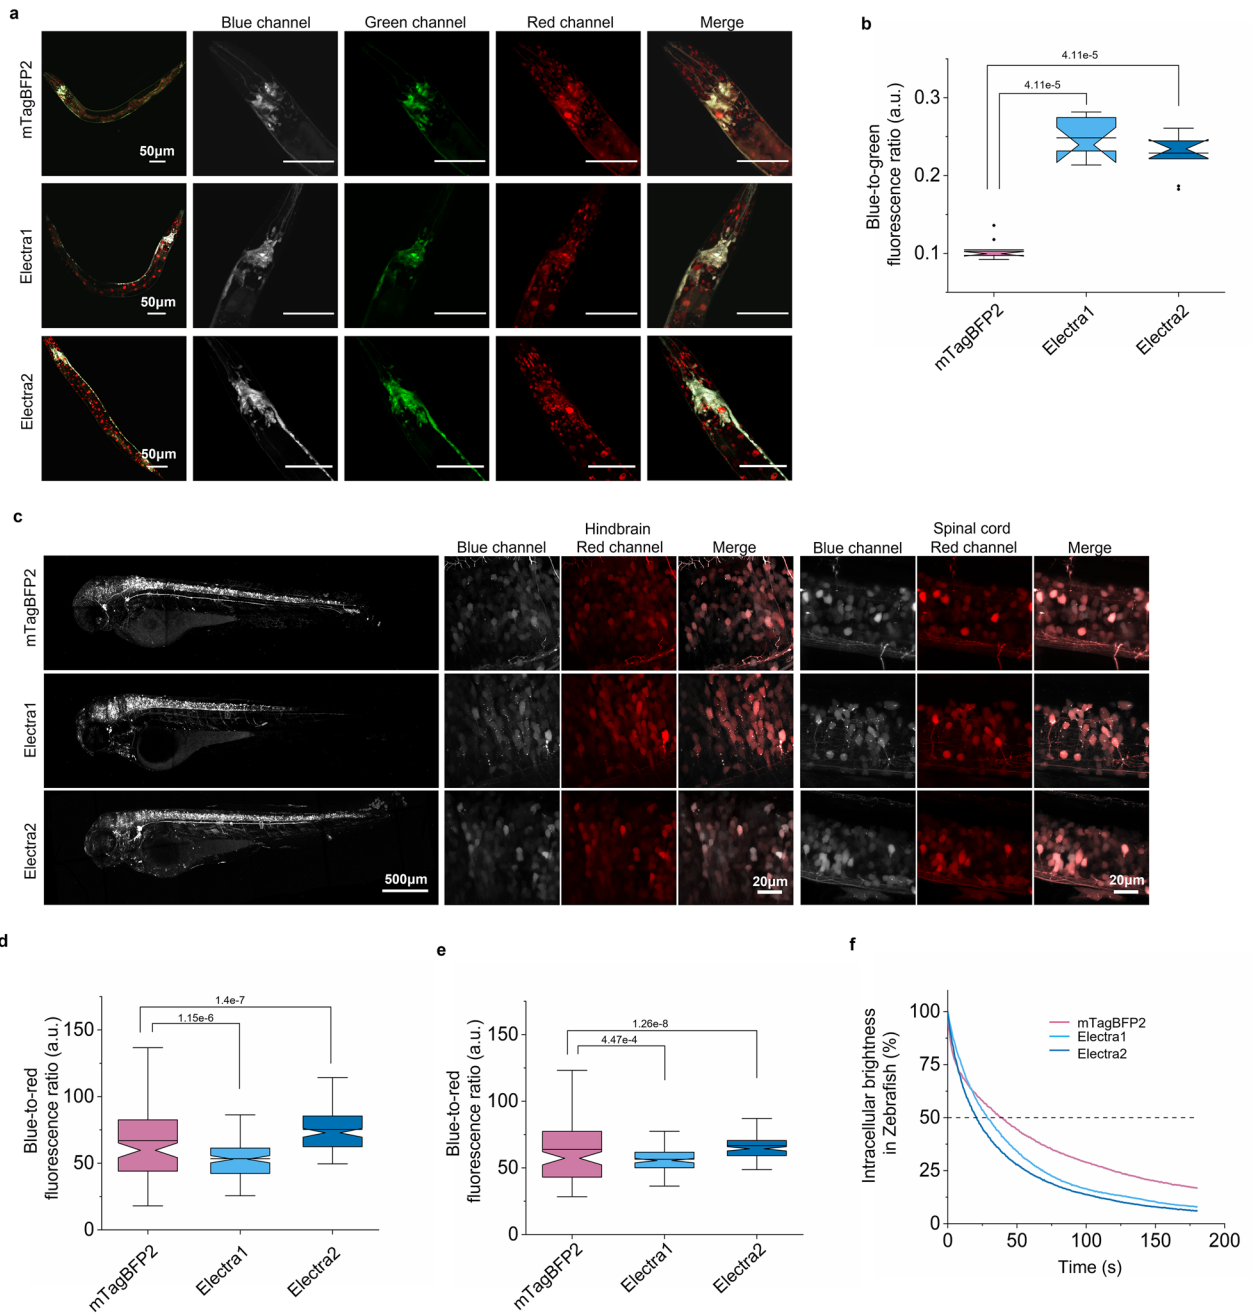 a
Blue channel Green channel Red channel Merge
mTagBFP2
50µm
Electra1
50µm
Electra2
50µm
b
Blue-to-green
fluorescence ratio (a.u.)
4.11e-5
4.11e-5
0.3
0.2
0.1
mTagBFP2 Electra1 Electra2
c
Hindbrain Spinal cord
Blue channel Red channel Merge Blue channel Red channel Merge
mTagBFP2
Electra1
Electra2
500µm
20µm
20µm
d
Blue-to-red
fluorescence ratio (a.u.)
1.4e-7
1.15e-6
150
100
50
0
mTagBFP2 Electra1 Electra2
e
Blue-to-red
fluorescence ratio (a.u.)
1.26e-8
4.47e-4
150
100
50
0
mTagBFP2 Electra1 Electra2
f
Intracellular brightness
in Zebrafish (%)
100
75
50
25
0
mTagBFP2
Electra1
Electra2
0 50 100 150 200
Time (s)